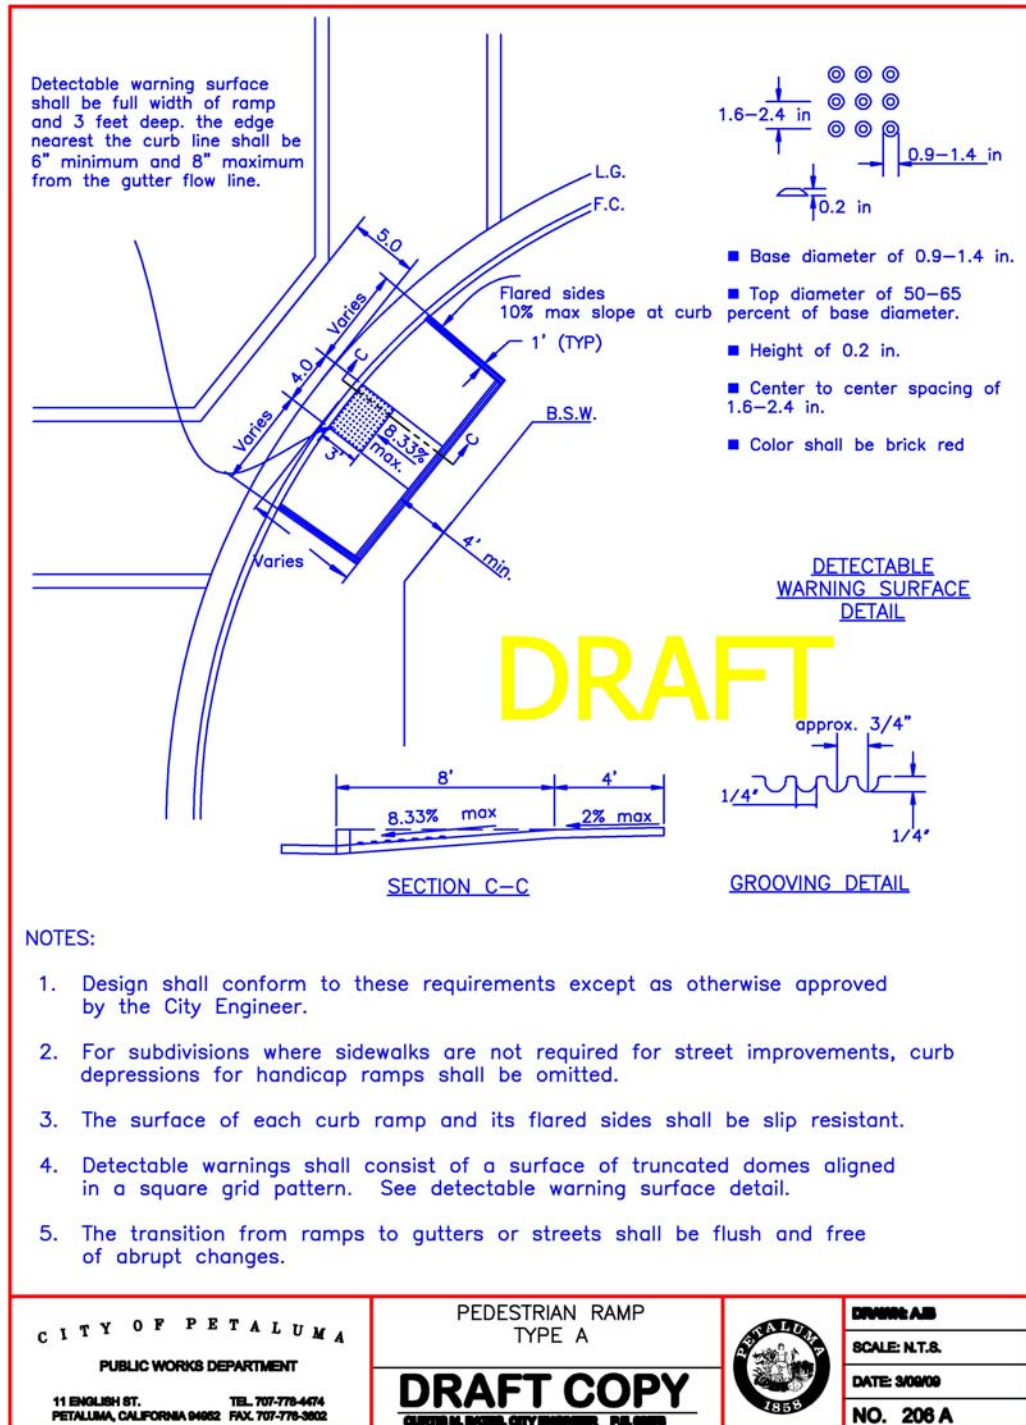 Detectable warning surface
shall be full width of ramp
and 3 feet deep. the edge
nearest the curb line shall be
6" minimum and 8" maximum
from the gutter flow line.
L.G.
F.C.
5.0
Varies
4.0
Varies
C
Flared sides
10% max slope at curb
1' (TYP)
B.S.W.
3'
8.33%
max.
C
4' min.
Varies
1.6-2.4 in
0.9-1.4 in
0.2 in
■ Base diameter of 0.9-1.4 in.
■ Top diameter of 50-65
percent of base diameter.
■ Height of 0.2 in.
■ Center to center spacing of
1.6-2.4 in.
■ Color shall be brick red
DETECTABLE
WARNING SURFACE
DETAIL
DRAFT
8'
4'
8.33% max
2% max
SECTION C-C
approx. 3/4"
1/4"
1/4"
GROOVING DETAIL
NOTES:
1. Design shall conform to these requirements except as otherwise approved
by the City Engineer.
2. For subdivisions where sidewalks are not required for street improvements, curb
depressions for handicap ramps shall be omitted.
3. The surface of each curb ramp and its flared sides shall be slip resistant.
4. Detectable warnings shall consist of a surface of truncated domes aligned
in a square grid pattern. See detectable warning surface detail.
5. The transition from ramps to gutters or streets shall be flush and free
of abrupt changes.
CITY OF PETALUMA
PUBLIC WORKS DEPARTMENT
11 ENGLISH ST. TEL. 707-778-4474
PETALUMA, CALIFORNIA 94952 FAX. 707-776-3602
PEDESTRIAN RAMP
TYPE A
DRAFT COPY
CITY ENGINEER
PETALUMA
1858
DRAWN: AJB
SCALE: N.T.S.
DATE: 3/09/09
NO. 206 A